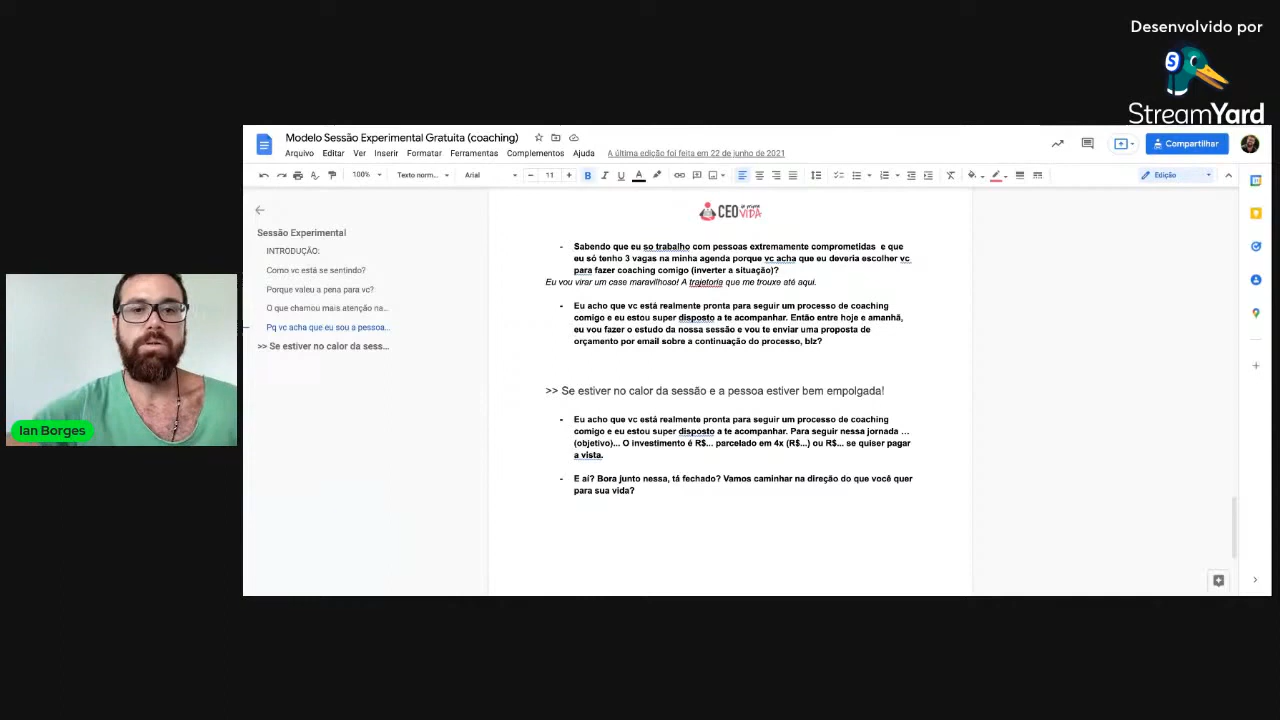 Desenvolvido por
StreamYard
Modelo Sessão Experimental Gratuita (coaching)
Arquivo Editar Ver Inserir Formatar Ferramentas Complementos Ajuda A última edição foi feita em 22 de junho de 2021
Compartilhar
100% Texto norm... Arial 11 Edição
Sessão Experimental
INTRODUÇÃO:
Como vc está se sentindo?
Porque valeu a pena para vc?
O que chamou mais atenção na...
Pq vc acha que eu sou a pessoa...
>> Se estiver no calor da sess...
CEO da própria VIDA
- Sabendo que eu so trabalho com pessoas extremamente comprometidas e que
eu só tenho 3 vagas na minha agenda porque vc acha que eu deveria escolher vc
para fazer coaching comigo (inverter a situação)?
Eu vou virar um case maravilhoso! A trajetoria que me trouxe até aqui.
- Eu acho que vc está realmente pronta para seguir um processo de coaching
comigo e eu estou super disposto a te acompanhar. Então entre hoje e amanhã,
eu vou fazer o estudo da nossa sessão e vou te enviar uma proposta de
orçamento por email sobre a continuação do processo, blz?
>> Se estiver no calor da sessão e a pessoa estiver bem empolgada!
- Eu acho que vc está realmente pronta para seguir um processo de coaching
comigo e eu estou super disposto a te acompanhar. Para seguir nessa jornada ...
(objetivo)... O investimento é R$... parcelado em 4x (R$...) ou R$... se quiser pagar
a vista.
- E aí? Bora junto nessa, tá fechado? Vamos caminhar na direção do que você quer
para sua vida?
Ian Borges